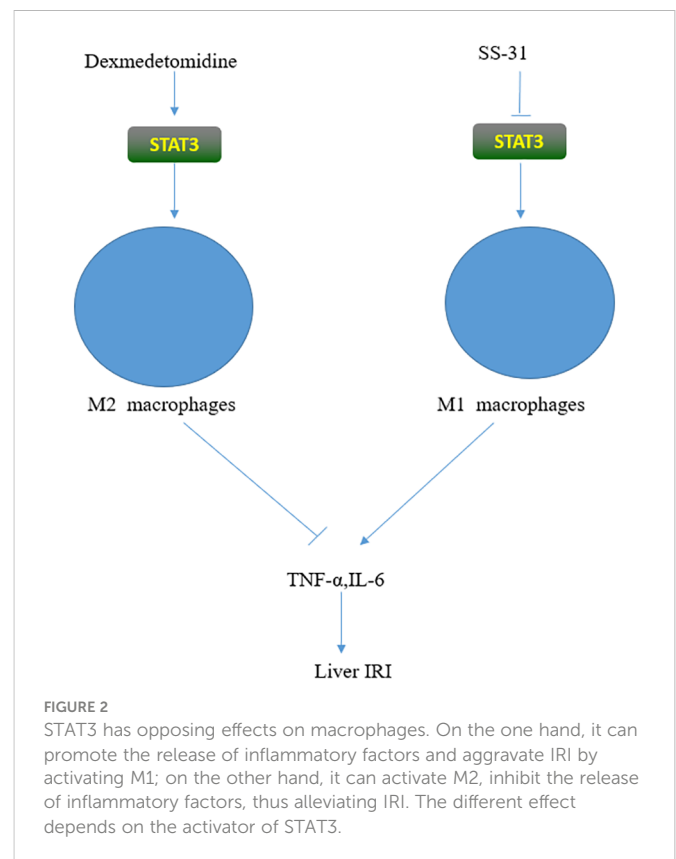 Dexmedetomidine
SS-31
STAT3
STAT3
M2 macrophages
M1 macrophages
TNF-α,IL-6
Liver IRI
FIGURE 2
STAT3 has opposing effects on macrophages. On the one hand, it can
promote the release of inflammatory factors and aggravate IRI by
activating M1; on the other hand, it can activate M2, inhibit the release
of inflammatory factors, thus alleviating IRI. The different effect
depends on the activator of STAT3.